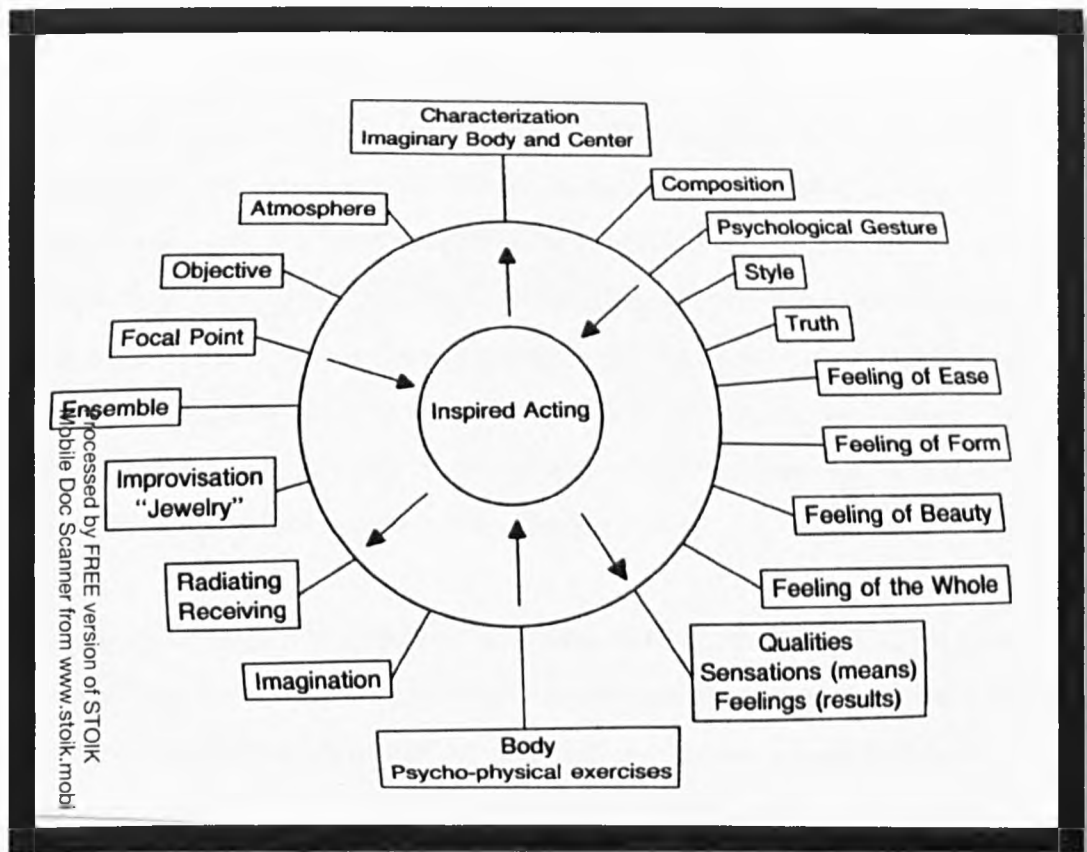 Characterization
Imaginary Body and Center
Composition
Atmosphere
Psychological Gesture
Objective
Style
Focal Point
Truth
Feeling of Ease
Ensemble
Inspired Acting
Feeling of Form
Improvisation
"Jewelry"
Feeling of Beauty
Radiating
Receiving
Feeling of the Whole
Imagination
Qualities
Sensations (means)
Feelings (results)
Body
Psycho-physical exercises
Processed by FREE version of STOIK
Mobile Doc Scanner from www.stoik.mobi